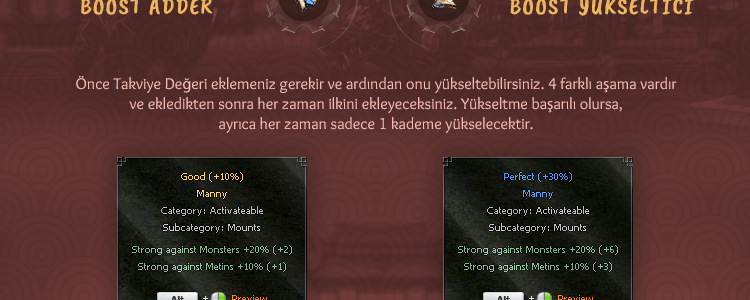 BOOST ADDER
BOOST YÜKSELTİCİ
Önce Takviye Değeri eklemeniz gerekir ve ardından onu yükseltebilirsiniz. 4 farklı aşama vardır
ve ekledikten sonra her zaman ilkini ekleyeceksiniz. Yükseltme başarılı olursa,
ayrıca her zaman sadece 1 kademe yükselecektir.
Good (+10%)
Manny
Category: Activateable
Subcategory: Mounts
Strong against Monsters +20% (+2)
Strong against Metins +10% (+1)
Alt + Preview
Perfect (+30%)
Manny
Category: Activateable
Subcategory: Mounts
Strong against Monsters +20% (+6)
Strong against Metins +10% (+3)
Alt + Preview